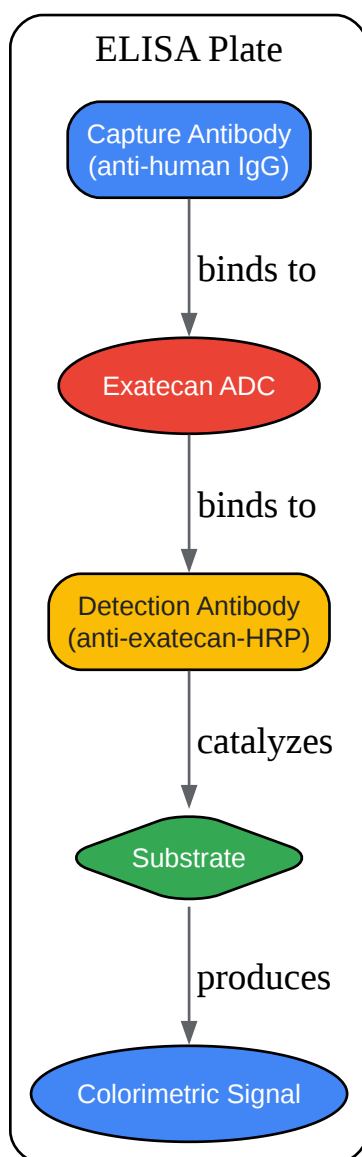 ELISA Plate
Capture Antibody
(anti-human IgG)
binds to
Exatecan ADC
binds to
Detection Antibody
(anti-exatecan-HRP)
catalyzes
Substrate
produces
Colorimetric Signal